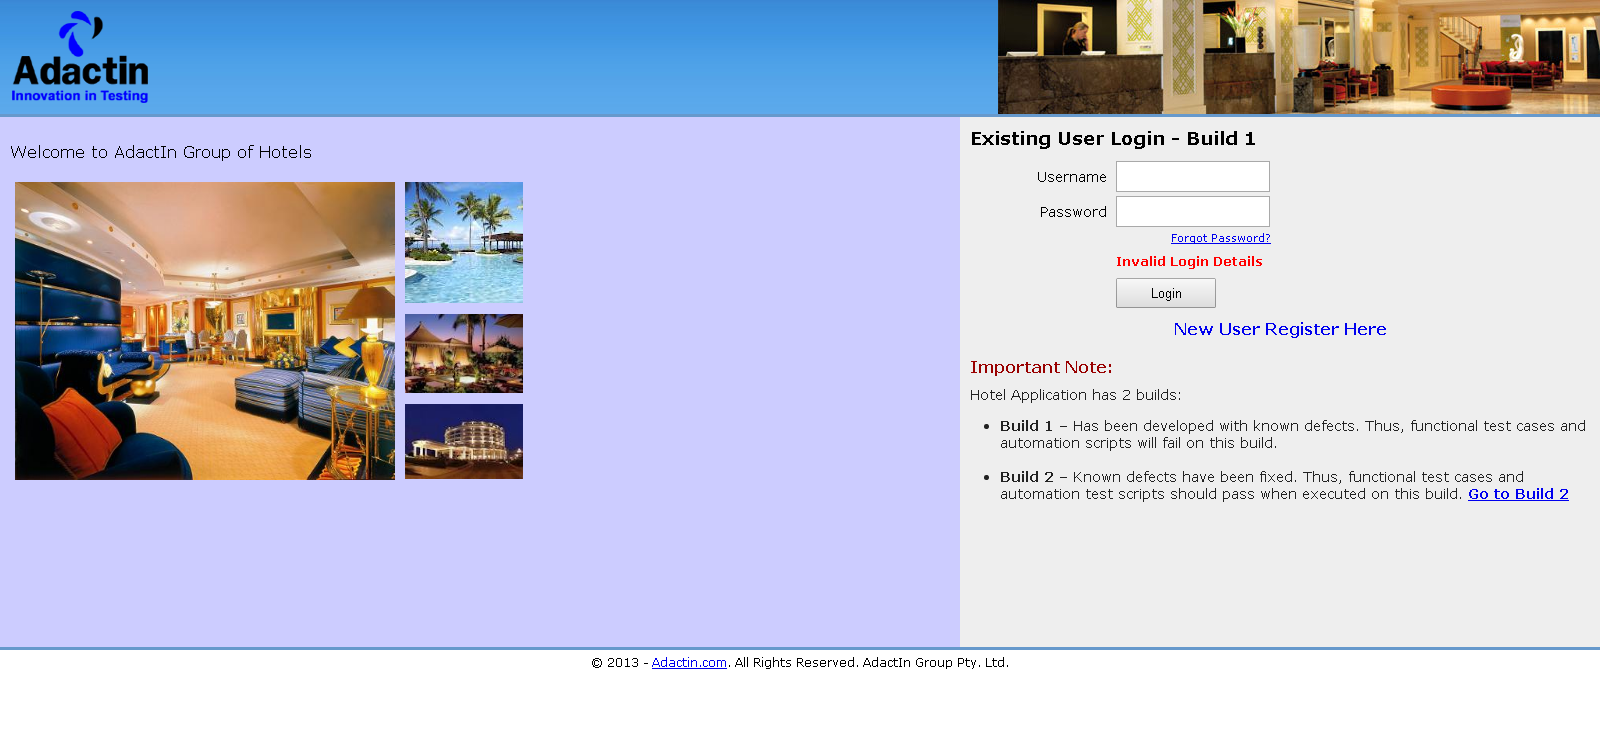 Adactin
Innovation in Testing
Welcome to AdactIn Group of Hotels
Existing User Login - Build 1
Username
Password
Forgot Password?
Invalid Login Details
Login
New User Register Here
Important Note:
Hotel Application has 2 builds:
• Build 1 – Has been developed with known defects. Thus, functional test cases and
automation scripts will fail on this build.
• Build 2 – Known defects have been fixed. Thus, functional test cases and
automation test scripts should pass when executed on this build. Go to Build 2
© 2013 - Adactin.com. All Rights Reserved. AdactIn Group Pty. Ltd.